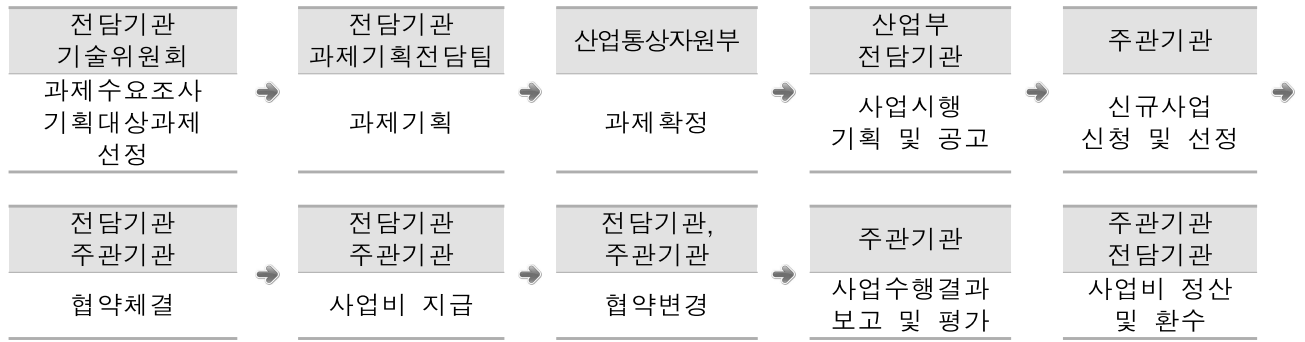 전담기관
기술위원회
과제수요조사
기획대상과제
선정
전담기관
과제기획전담팀
과제기획
산업통상자원부
과제확정
산업부
전담기관
사업시행
기획 및 공고
주관기관
신규사업
신청 및 선정
전담기관
주관기관
협약체결
전담기관
주관기관
사업비 지급
전담기관,
주관기관
협약변경
주관기관
사업수행결과
보고 및 평가
주관기관
전담기관
사업비 정산
및 환수